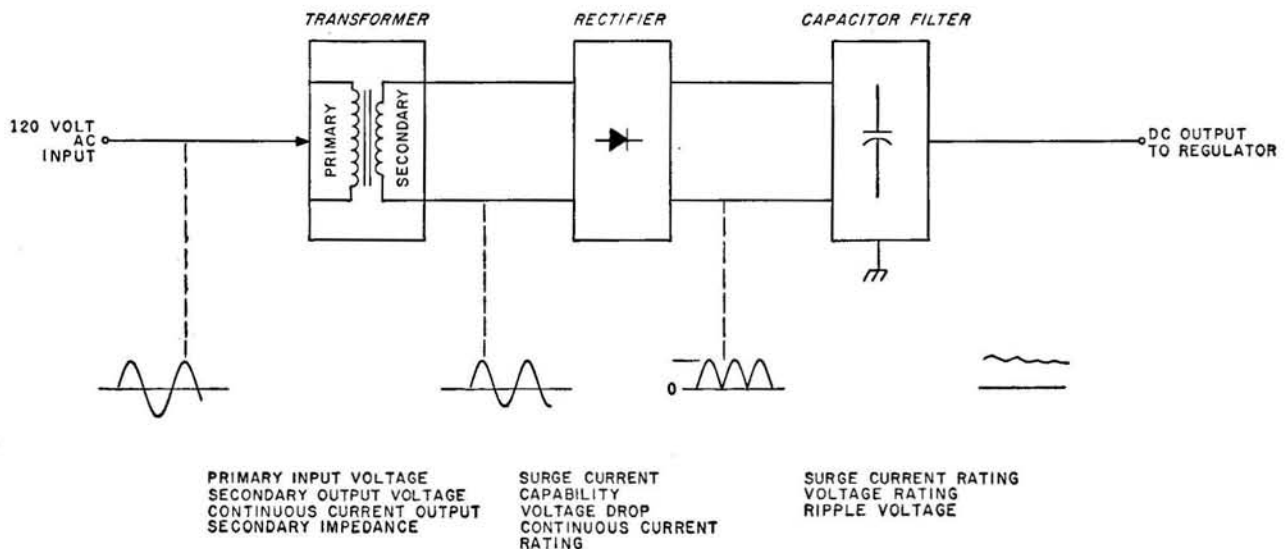 TRANSFORMER
RECTIFIER
CAPACITOR FILTER
120 VOLT
AC
INPUT
PRIMARY
SECONDARY
DC OUTPUT
TO REGULATOR
0
PRIMARY INPUT VOLTAGE
SECONDARY OUTPUT VOLTAGE
CONTINUOUS CURRENT OUTPUT
SECONDARY IMPEDANCE
SURGE CURRENT
CAPABILITY
VOLTAGE DROP
CONTINUOUS CURRENT
RATING
SURGE CURRENT RATING
VOLTAGE RATING
RIPPLE VOLTAGE